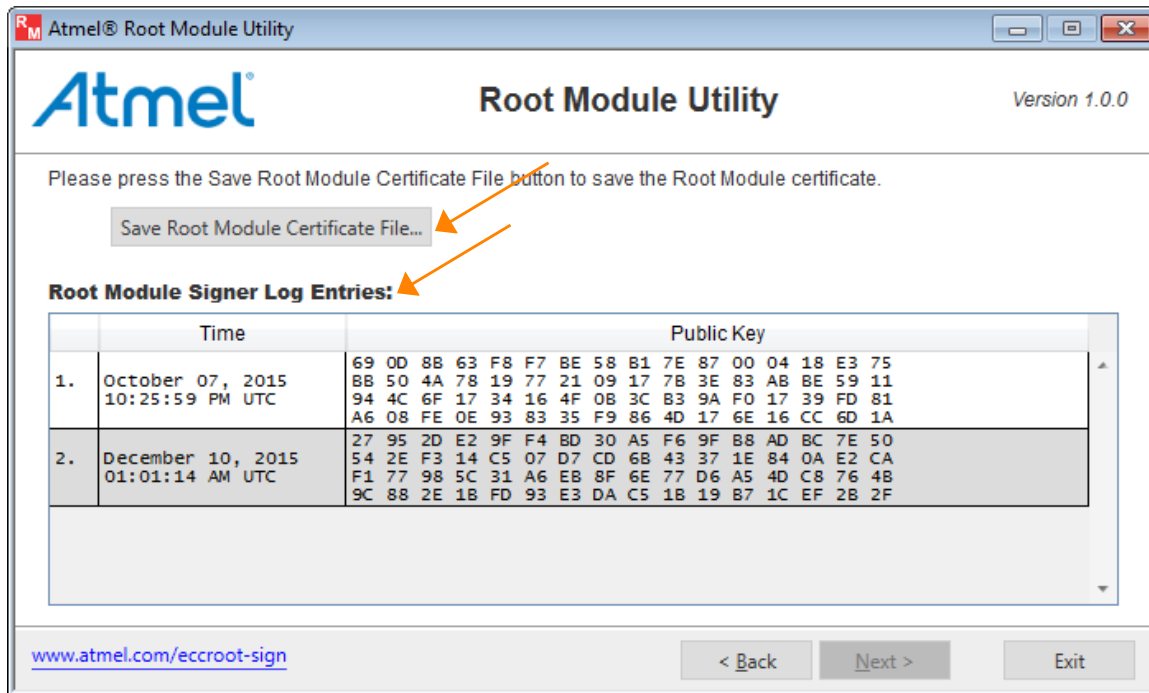 RM Atmel® Root Module Utility
Atmel® Root Module Utility Version 1.0.0
Please press the Save Root Module Certificate File button to save the Root Module certificate.
Save Root Module Certificate File...
Root Module Signer Log Entries:
Time Public Key
69 0D 8B 63 F8 F7 BE 58 B1 7E 87 00 04 18 E3 75
1. October 07, 2015 BB 50 4A 78 19 77 21 09 17 7B 3E 83 AB BE 59 11
10:25:59 PM UTC 94 4C 6F 17 34 16 4F 0B 3C B3 9A F0 17 39 FD 81
A6 08 FE 0E 93 83 35 F9 86 4D 17 6E 16 CC 6D 1A
27 95 2D E2 9F F4 BD 30 A5 F6 9F B8 AD BC 7E 50
2. December 10, 2015 54 2E F3 14 C5 07 D7 CD 6B 43 37 1E 84 0A E2 CA
01:01:14 AM UTC F1 77 98 5C 31 A6 EB 8F 6E 77 D6 A5 4D C8 76 4B
9C 88 2E 1B FD 93 E3 DA C5 1B 19 B7 1C EF 2B 2F
www.atmel.com/eccroot-sign < Back Next > Exit